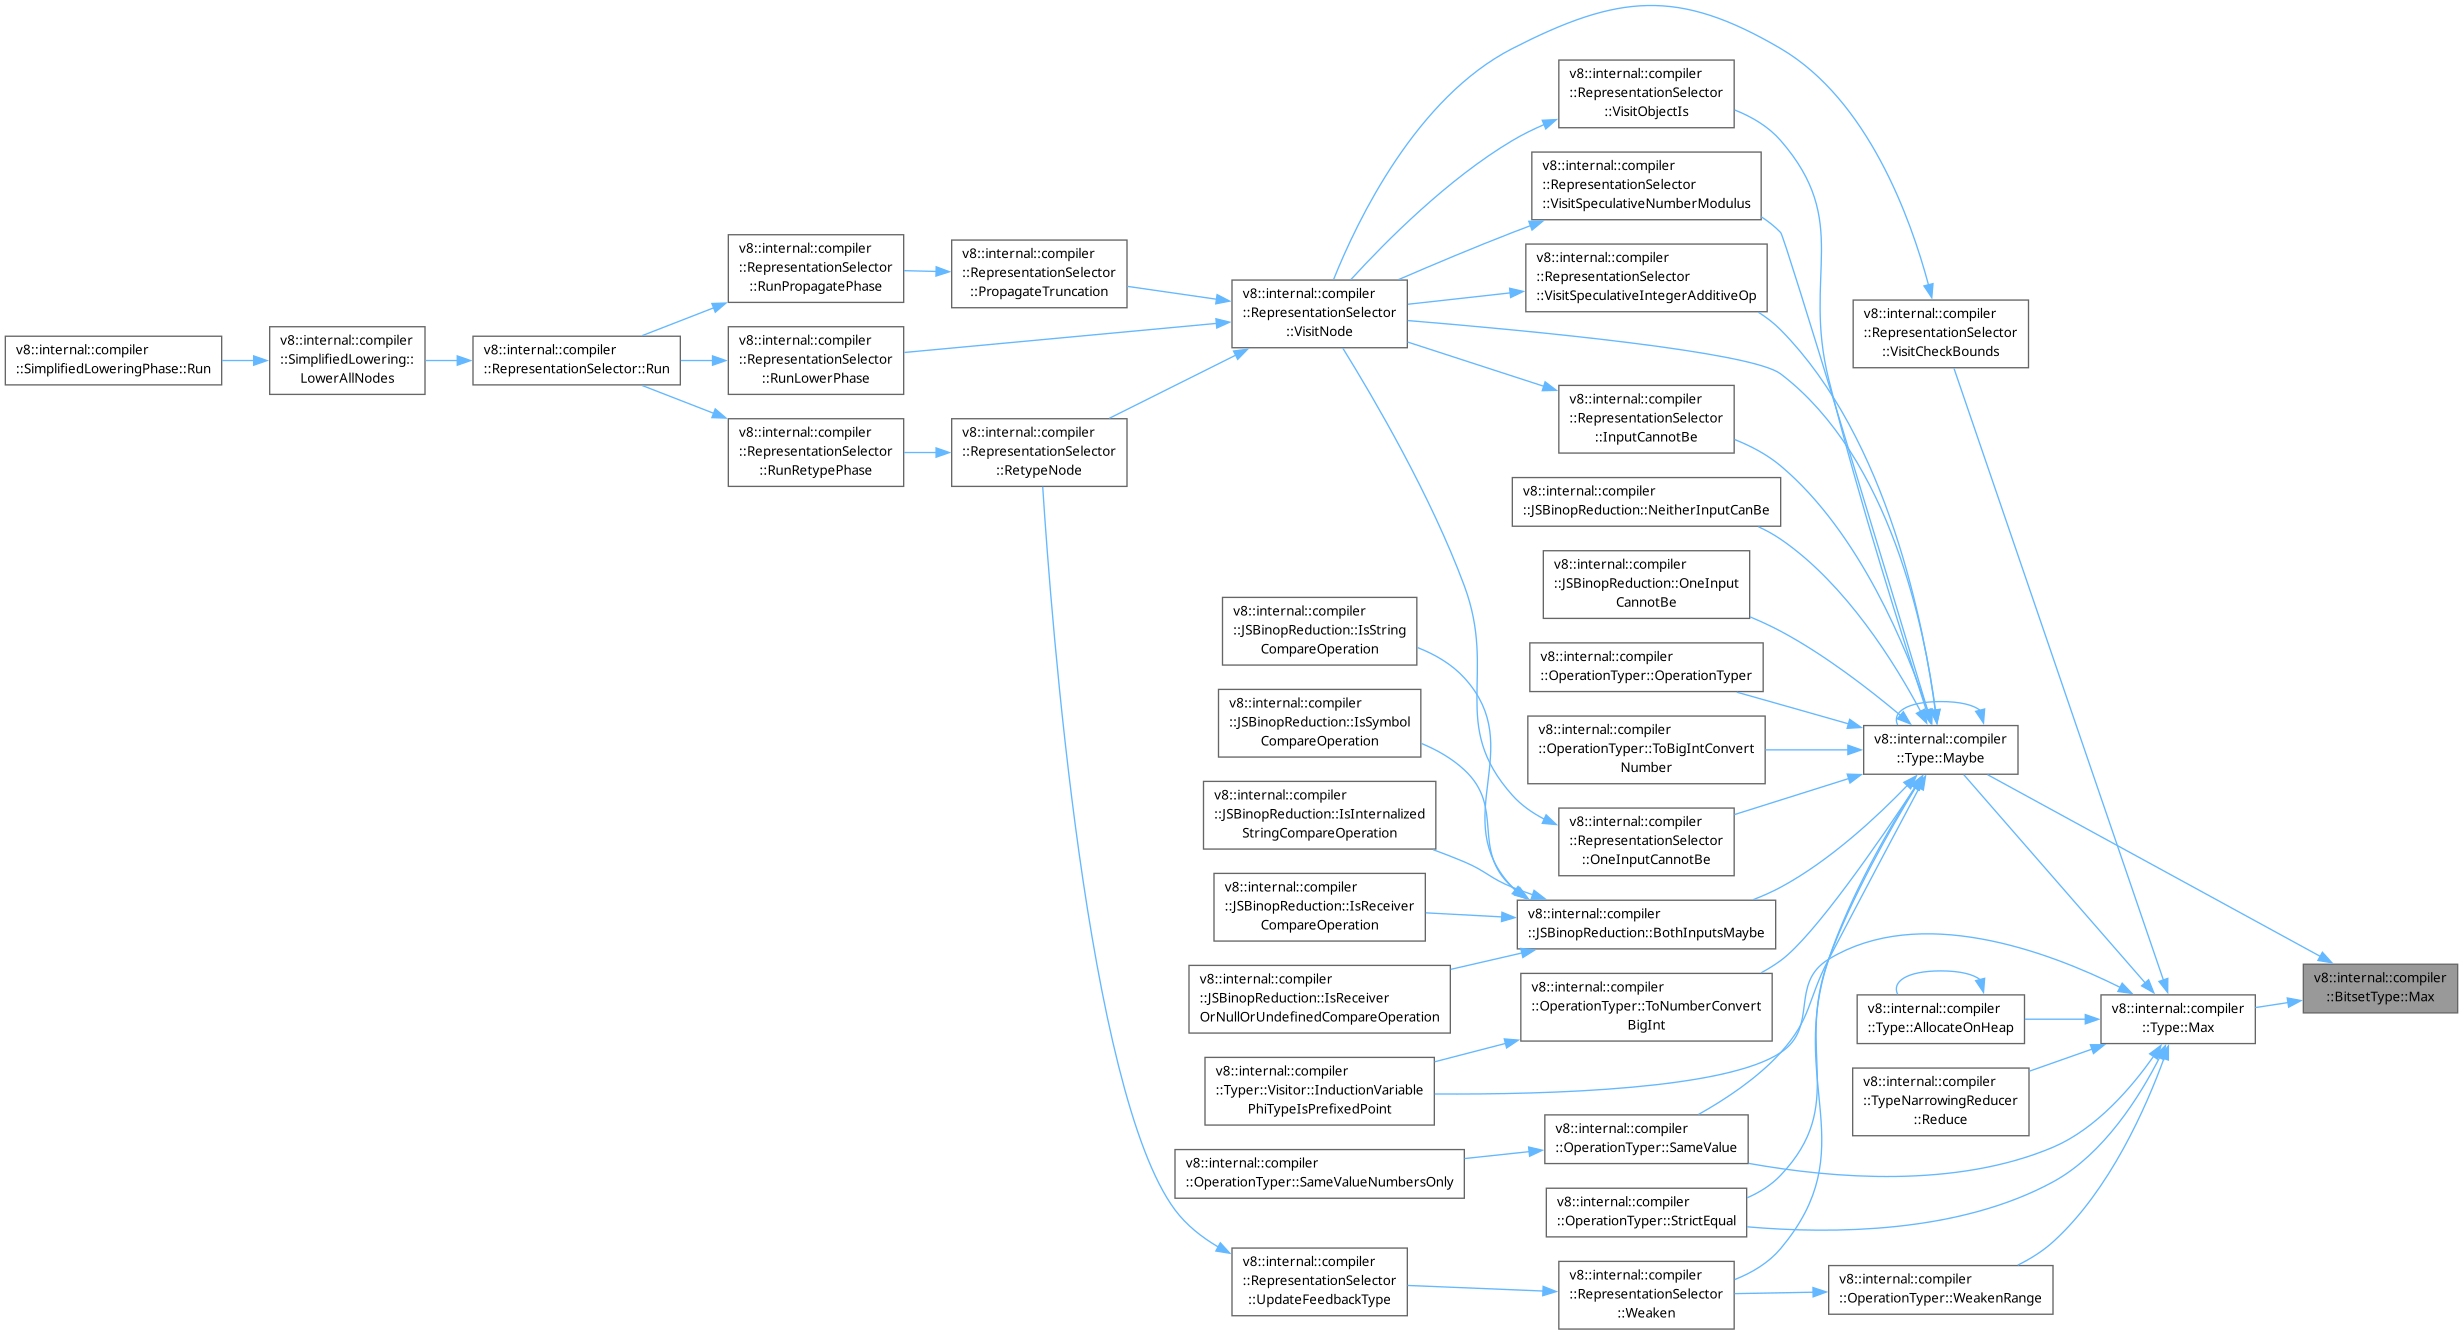 v8::internal::compiler
::SimplifiedLoweringPhase::Run
v8::internal::compiler
::SimplifiedLowering::
LowerAllNodes
v8::internal::compiler
::RepresentationSelector::Run
v8::internal::compiler
::RepresentationSelector
::RunPropagatePhase
v8::internal::compiler
::RepresentationSelector
::RunLowerPhase
v8::internal::compiler
::RepresentationSelector
::RunRetypePhase
v8::internal::compiler
::RepresentationSelector
::PropagateTruncation
v8::internal::compiler
::RepresentationSelector
::RetypeNode
v8::internal::compiler
::RepresentationSelector
::VisitNode
v8::internal::compiler
::JSBinopReduction::IsString
CompareOperation
v8::internal::compiler
::JSBinopReduction::IsSymbol
CompareOperation
v8::internal::compiler
::JSBinopReduction::IsInternalized
StringCompareOperation
v8::internal::compiler
::JSBinopReduction::IsReceiver
CompareOperation
v8::internal::compiler
::JSBinopReduction::IsReceiver
OrNullOrUndefinedCompareOperation
v8::internal::compiler
::Typer::Visitor::InductionVariable
PhiTypeIsPrefixedPoint
v8::internal::compiler
::OperationTyper::SameValueNumbersOnly
v8::internal::compiler
::RepresentationSelector
::UpdateFeedbackType
v8::internal::compiler
::RepresentationSelector
::VisitObjectIs
v8::internal::compiler
::RepresentationSelector
::VisitSpeculativeNumberModulus
v8::internal::compiler
::RepresentationSelector
::VisitSpeculativeIntegerAdditiveOp
v8::internal::compiler
::RepresentationSelector
::InputCannotBe
v8::internal::compiler
::JSBinopReduction::NeitherInputCanBe
v8::internal::compiler
::JSBinopReduction::OneInput
CannotBe
v8::internal::compiler
::OperationTyper::OperationTyper
v8::internal::compiler
::OperationTyper::ToBigIntConvert
Number
v8::internal::compiler
::RepresentationSelector
::OneInputCannotBe
v8::internal::compiler
::JSBinopReduction::BothInputsMaybe
v8::internal::compiler
::OperationTyper::ToNumberConvert
BigInt
v8::internal::compiler
::OperationTyper::SameValue
v8::internal::compiler
::OperationTyper::StrictEqual
v8::internal::compiler
::RepresentationSelector
::Weaken
v8::internal::compiler
::RepresentationSelector
::VisitCheckBounds
v8::internal::compiler
::Type::Maybe
v8::internal::compiler
::Type::AllocateOnHeap
v8::internal::compiler
::TypeNarrowingReducer
::Reduce
v8::internal::compiler
::OperationTyper::WeakenRange
v8::internal::compiler
::Type::Max
v8::internal::compiler
::BitsetType::Max